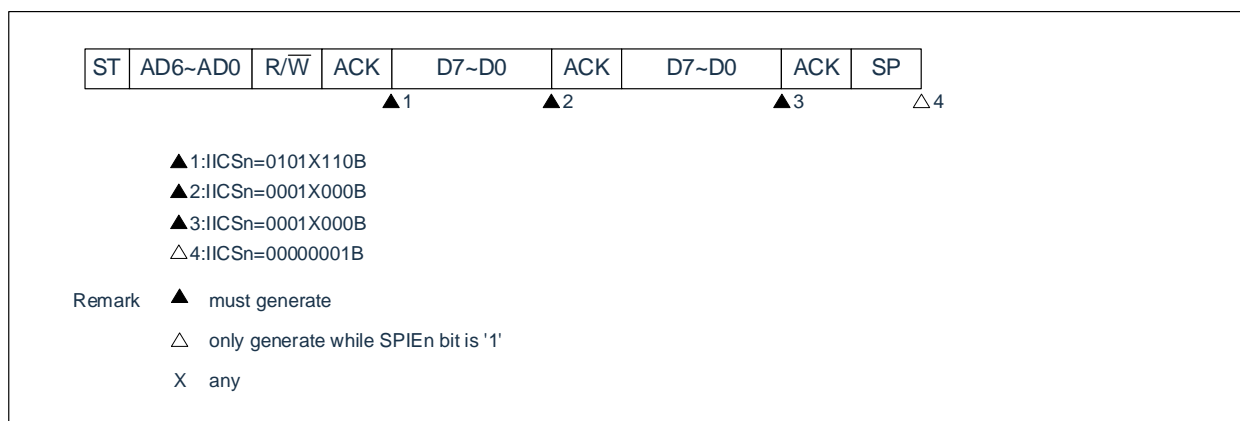 ST AD6~AD0 R/W̅ ACK D7~D0 ACK D7~D0 ACK SP
▲1 ▲2 ▲3 △4
▲1:IICSn=0101X110B
▲2:IICSn=0001X000B
▲3:IICSn=0001X000B
△4:IICSn=00000001B
Remark ▲ must generate
△ only generate while SPIEn bit is '1'
X any